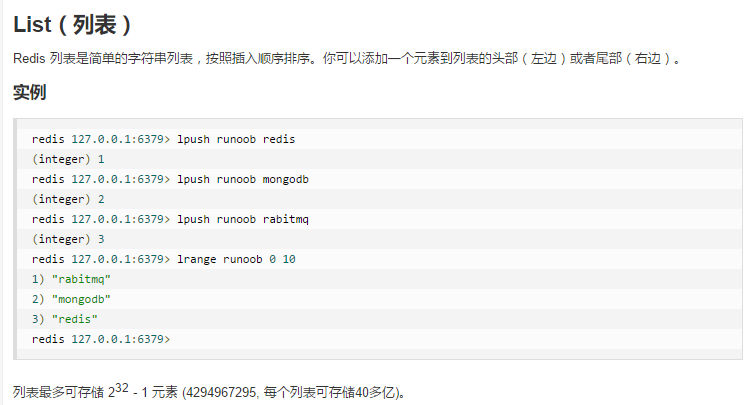 List（列表）
Redis 列表是简单的字符串列表，按照插入顺序排序。你可以添加一个元素到列表的头部（左边）或者尾部（右边）。
实例
redis 127.0.0.1:6379> lpush runoob redis
(integer) 1
redis 127.0.0.1:6379> lpush runoob mongodb
(integer) 2
redis 127.0.0.1:6379> lpush runoob rabitmq
(integer) 3
redis 127.0.0.1:6379> lrange runoob 0 10
1) "rabitmq"
2) "mongodb"
3) "redis"
redis 127.0.0.1:6379>
列表最多可存储 2³² - 1 元素 (4294967295, 每个列表可存储40多亿)。